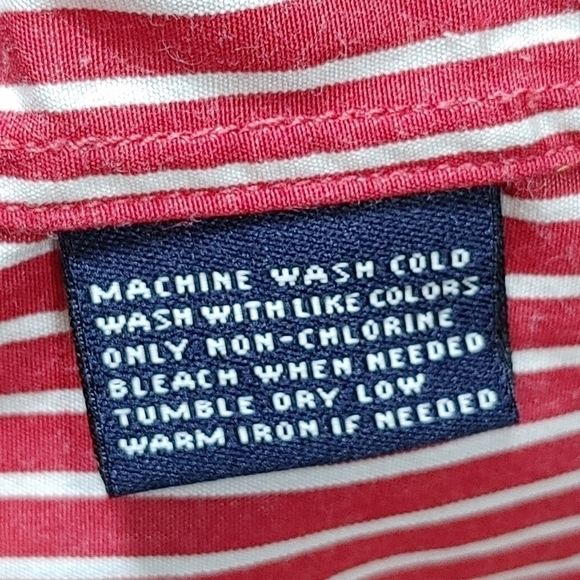 MACHINE WASH COLD
WASH WITH LIKE COLORS
ONLY NON-CHLORINE
BLEACH WHEN NEEDED
TUMBLE DRY LOW
WARM IRON IF NEEDED